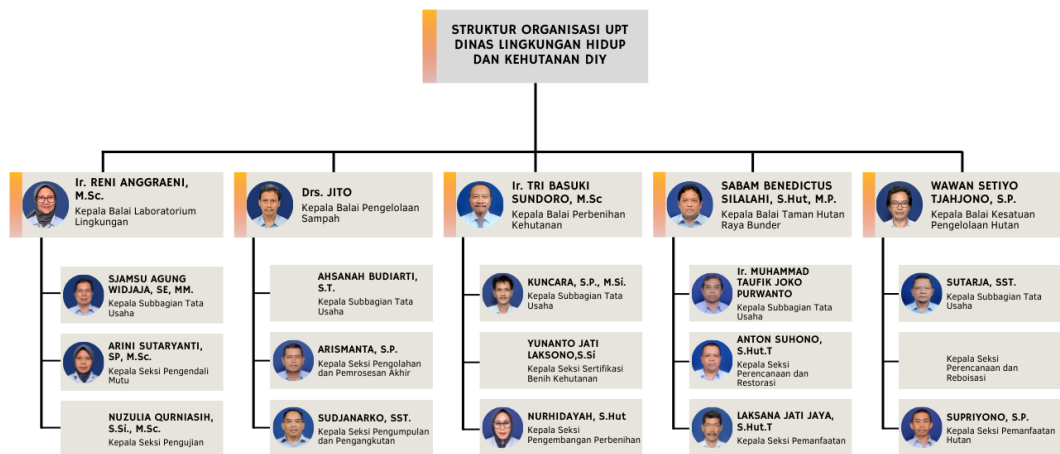 STRUKTUR ORGANISASI UPT
DINAS LINGKUNGAN HIDUP
DAN KEHUTANAN DIY
Ir. RENI ANGGRAENI,
M.Sc.
Kepala Balai Laboratorium
Lingkungan
Drs. JITO
Kepala Balai Pengelolaan
Sampah
Ir. TRI BASUKI
SUNDORO, M.Sc
Kepala Balai Perbenihan
Kehutanan
SABAM BENEDICTUS
SILALAHI, S.Hut, M.P.
Kepala Balai Taman Hutan
Raya Bunder
WAWAN SETIYO
TJAHJONO, S.P.
Kepala Balai Kesatuan
Pengelolaan Hutan
SJAMSU AGUNG
WIDJAJA, SE, MM.
Kepala Subbagian Tata
Usaha
ARINI SUTARYANTI,
SP, M.Sc.
Kepala Seksi Pengendali
Mutu
NUZULIA QURNIASIH,
S.Si., M.Sc.
Kepala Seksi Pengujian
AHSANAH BUDIARTI,
S.T.
Kepala Subbagian Tata
Usaha
ARISMANTA, S.P.
Kepala Seksi Pengolahan
dan Pemrosesan Akhir
SUDJANARKO, SST.
Kepala Seksi Pengumpulan
dan Pengangkutan
KUNCARA, S.P., M.Si.
Kepala Subbagian Tata
Usaha
YUNANTO JATI
LAKSONO,S.Si
Kepala Seksi Sertifikasi
Benih Kehutanan
NURHIDAYAH, S.Hut
Kepala Seksi
Pengembangan Perbenihan
Ir. MUHAMMAD
TAUFIK JOKO
PURWANTO
Kepala Subbagian Tata
Usaha
ANTON SUHONO,
S.Hut.T
Kepala Seksi
Perencanaan dan
Restorasi
LAKSANA JATI JAYA,
S.Hut.T
Kepala Seksi Pemanfaatan
SUTARJA, SST.
Kepala Subbagian Tata
Usaha
Kepala Seksi
Perencanaan dan
Reboisasi
SUPRIYONO, S.P.
Kepala Seksi Pemanfaatan
Hutan